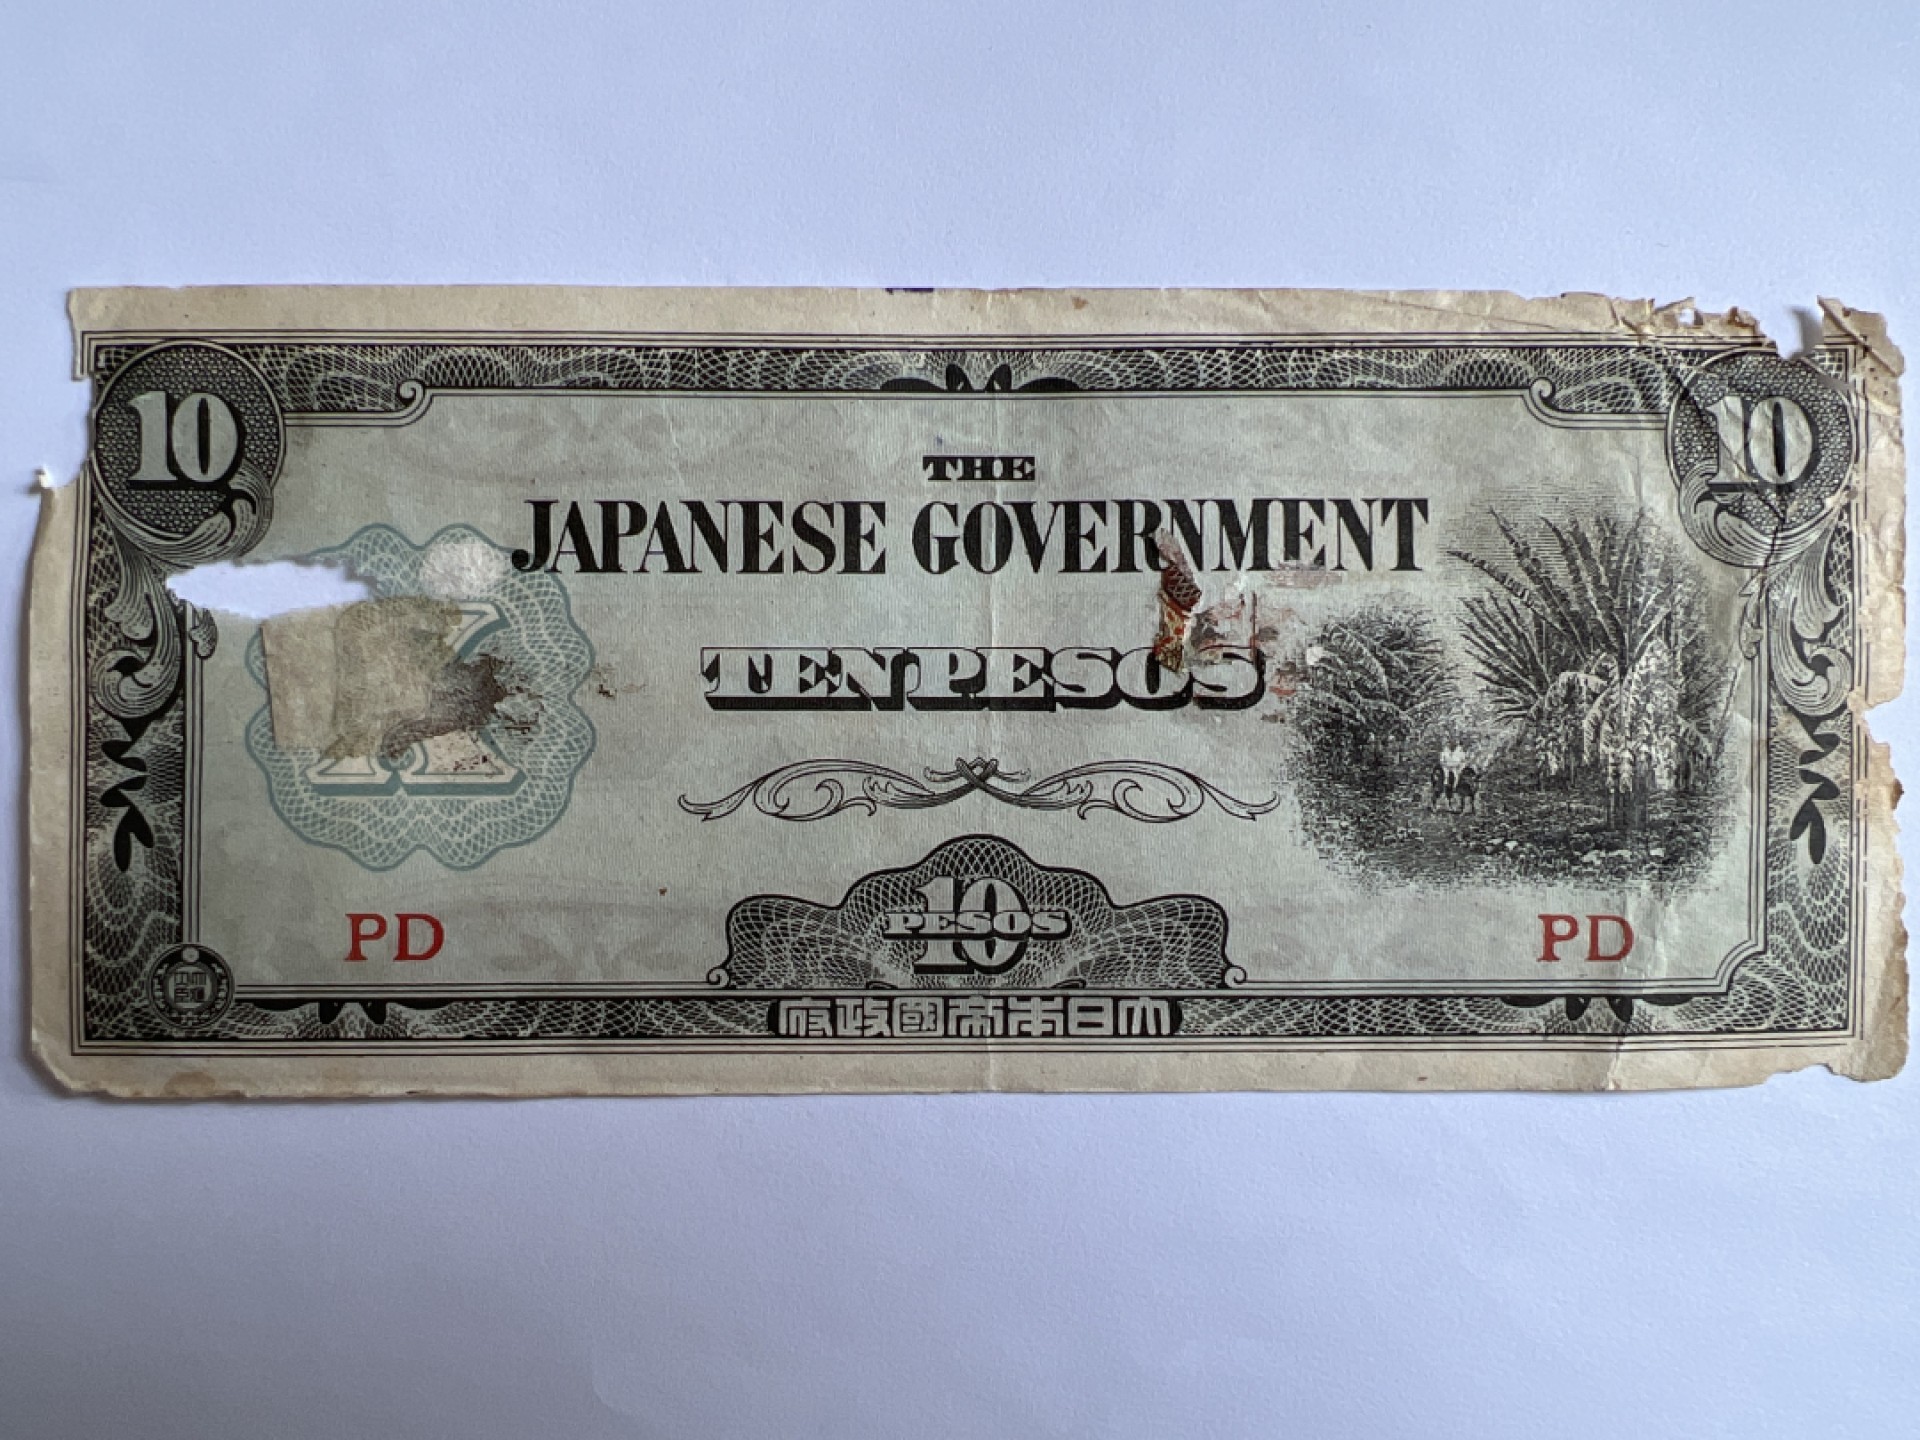 10 10
THE
JAPANESE GOVERNMENT
TEN PESOS
PD PD
10
PESOS
府政國帝本日大